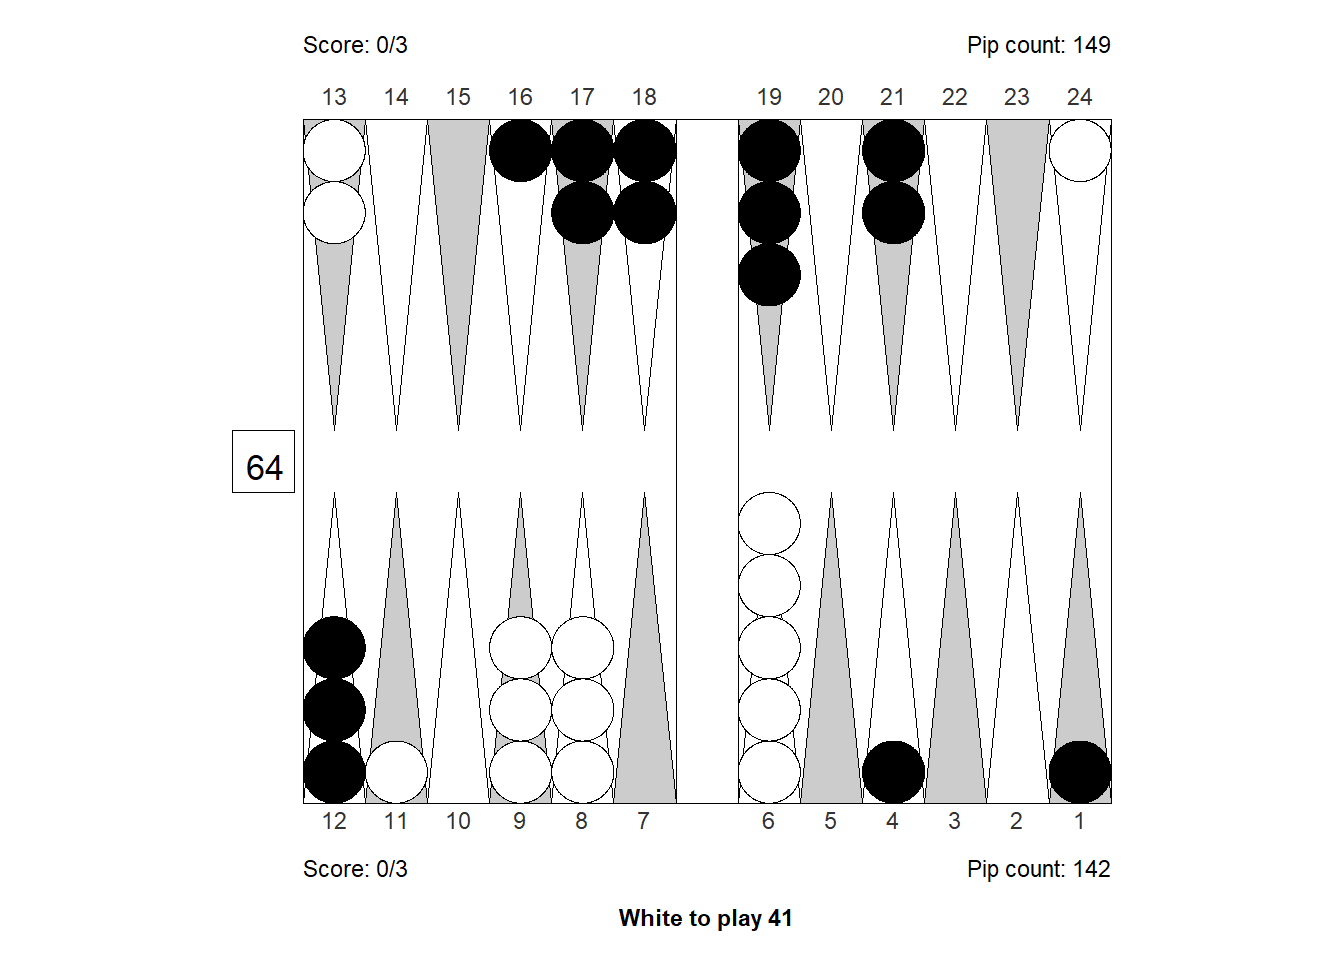 Score: 0/3 Pip count: 149
13 14 15 16 17 18 19 20 21 22 23 24
64
12 11 10 9 8 7 6 5 4 3 2 1
Score: 0/3 Pip count: 142
White to play 41